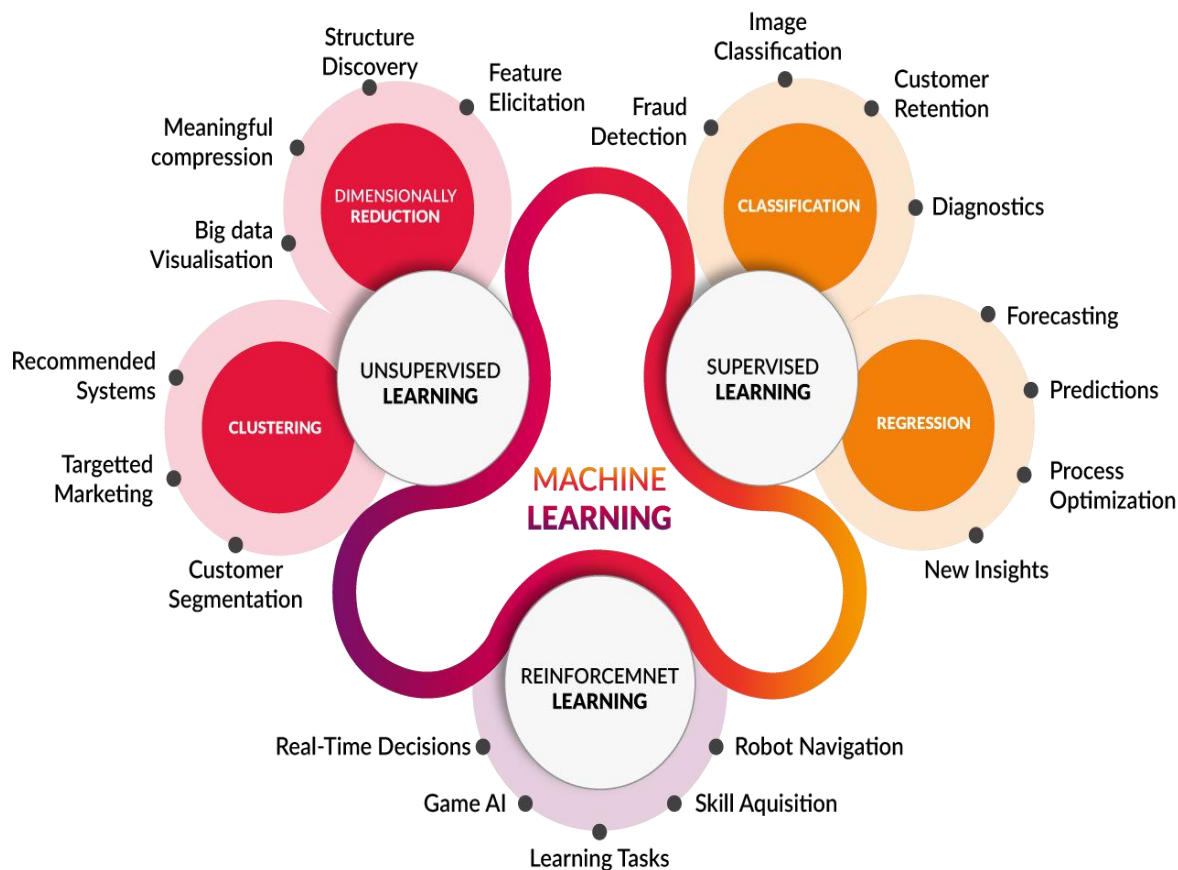 Structure
Discovery
Feature
Elicitation
Meaningful
compression
Big data
Visualisation
DIMENSIONALLY
REDUCTION
Recommended
Systems
Targetted
Marketing
Customer
Segmentation
CLUSTERING
UNSUPERVISED
LEARNING
Image
Classification
Customer
Retention
Fraud
Detection
Diagnostics
CLASSIFICATION
Forecasting
Predictions
Process
Optimization
New Insights
REGRESSION
SUPERVISED
LEARNING
MACHINE
LEARNING
REINFORCEMNET
LEARNING
Real-Time Decisions
Game AI
Learning Tasks
Skill Aquisition
Robot Navigation